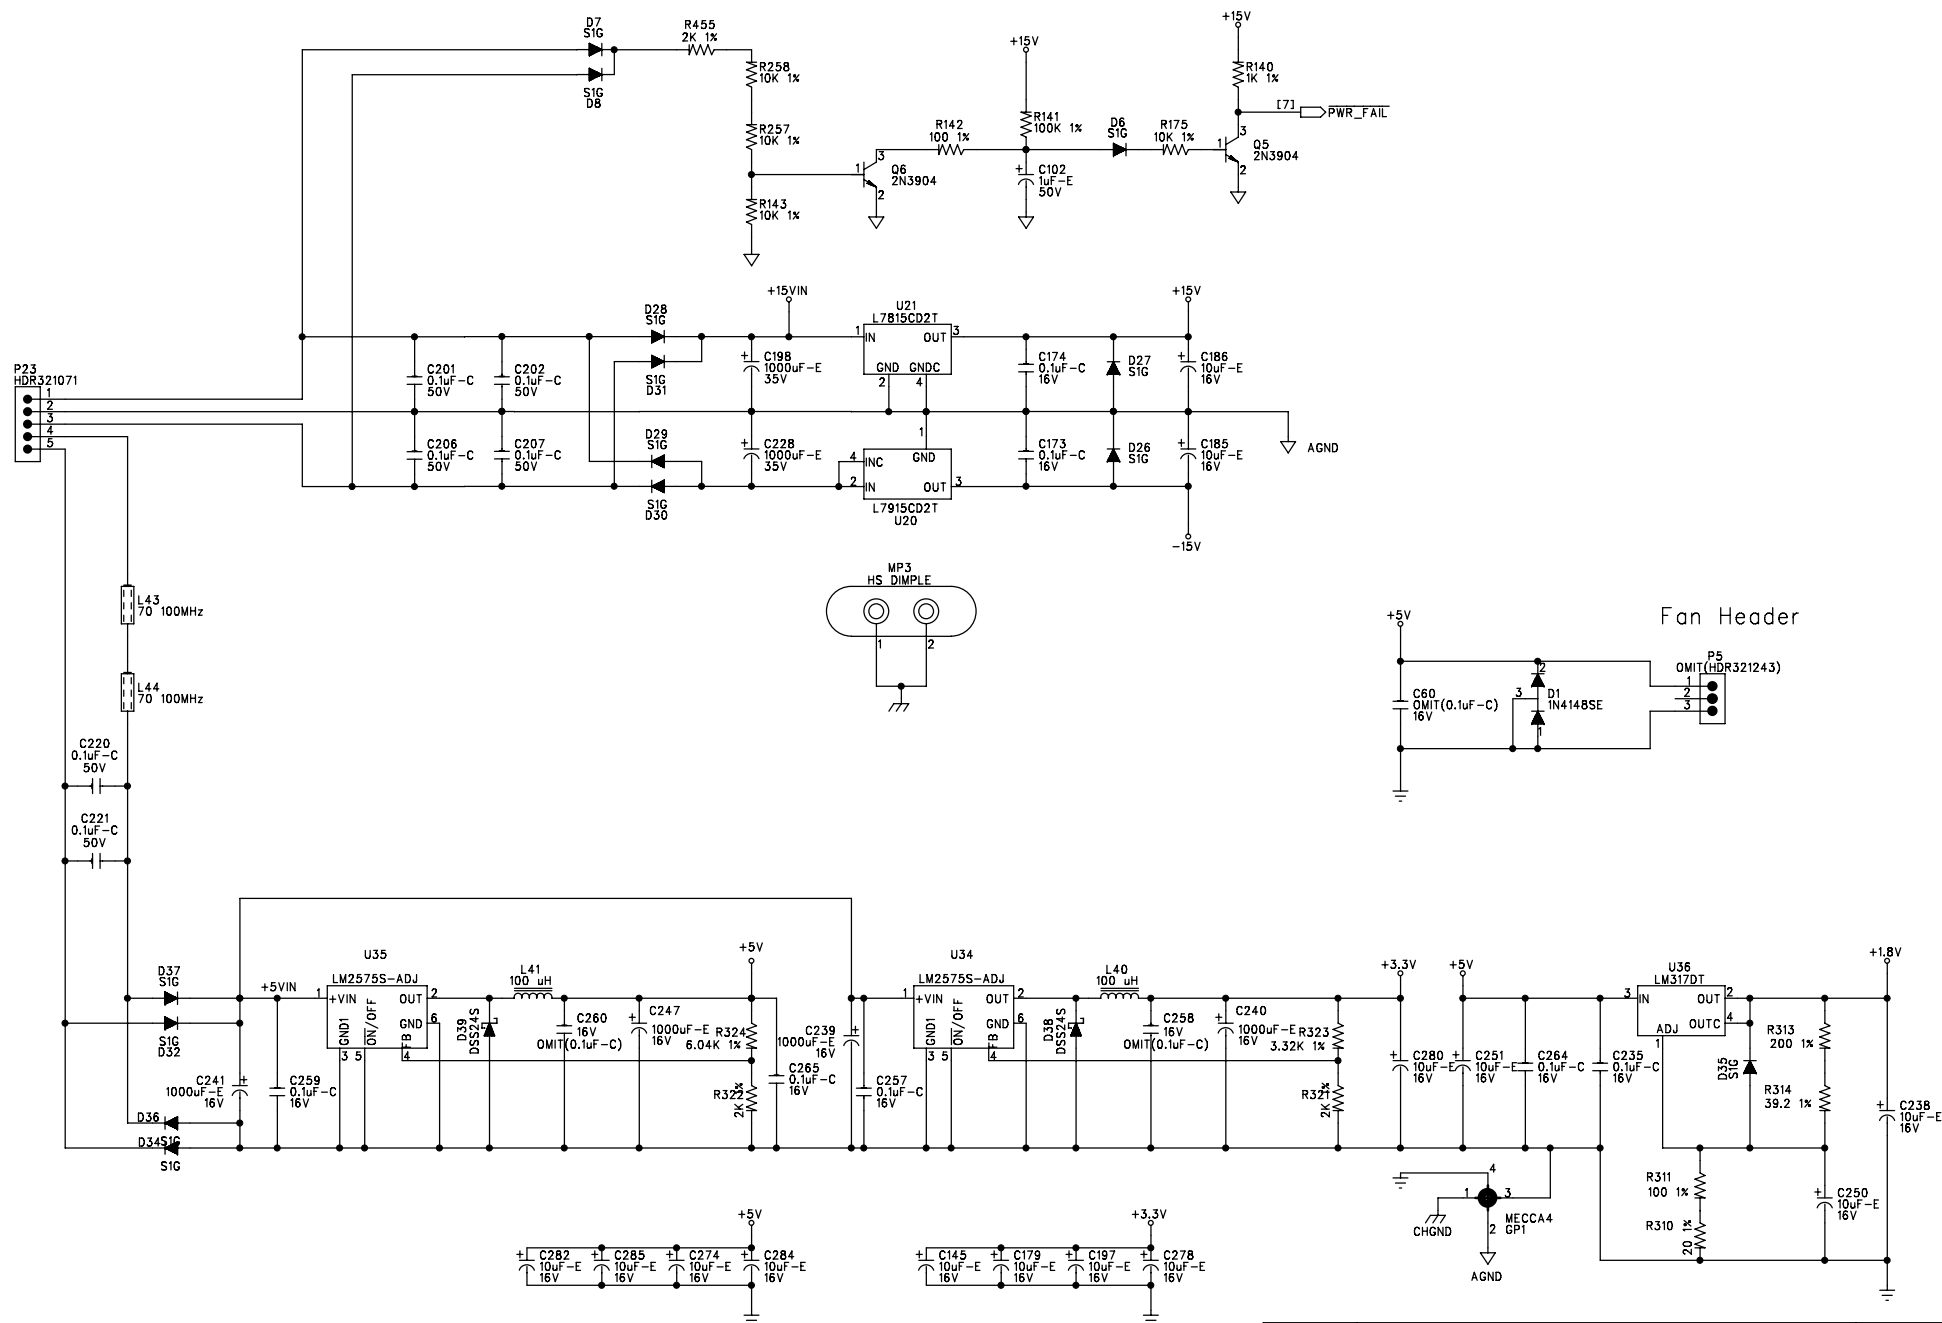 D7
S1G
S1G
D8
R455
2K 1%
R258
10K 1%
R257
10K 1%
R143
10K 1%
1
3
2
Q6
2N3904
R142
100 1%
+15V
R141
100K 1%
C102
1uF-E
50V
D6
S1G
R175
10K 1%
+15V
R140
1K 1%
[7]
PWR_FAIL
1
3
2
Q5
2N3904
P23
HDR321071
1
2
3
4
5
C201
0.1uF-C
50V
C202
0.1uF-C
50V
C206
0.1uF-C
50V
C207
0.1uF-C
50V
D28
S1G
S1G
D31
D29
S1G
S1G
D30
+15VIN
C198
1000uF-E
35V
C228
1000uF-E
35V
U21
L7815CD2T
1
IN
OUT
3
GND
GNDC
2
4
1
GND
4
INC
2
IN
OUT
3
L7915CD2T
U20
C174
0.1uF-C
16V
C173
0.1uF-C
16V
D27
S1G
D26
S1G
+15V
C186
10uF-E
16V
C185
10uF-E
16V
-15V
AGND
MP3
HS DIMPLE
1
2
L43
70 100MHz
L44
70 100MHz
C220
0.1uF-C
50V
C221
0.1uF-C
50V
Fan Header
+5V
C60
OMIT(0.1uF-C)
16V
2
3
1
D1
1N4148SE
P5
OMIT(HDR321243)
1
2
3
D37
S1G
S1G
D32
C241
1000uF-E
16V
D36
S1G
D34
S1G
+5VIN
C259
0.1uF-C
16V
U35
LM2575S-ADJ
1
+VIN
OUT
2
GND
6
GND1
ON/OFF
FB
3
5
4
D39
DSS24S
L41
100 uH
C260
16V
OMIT(0.1uF-C)
C247
1000uF-E
16V
+5V
R324
6.04K 1%
R322
2K 1%
C265
0.1uF-C
16V
C239
1000uF-E
16V
C257
0.1uF-C
16V
U34
LM2575S-ADJ
1
+VIN
OUT
2
GND
6
GND1
ON/OFF
FB
3
5
4
D38
DSS24S
L40
100 uH
C258
16V
OMIT(0.1uF-C)
C240
1000uF-E
16V
R323
3.32K 1%
R321
2K 1%
+3.3V
C280
10uF-E
16V
+5V
C251
10uF-E
16V
C264
0.1uF-C
16V
C235
0.1uF-C
16V
U36
LM317DT
3
IN
OUT
2
OUTC
4
ADJ
1
D35
S1G
R313
200 1%
R314
39.2 1%
+1.8V
C238
10uF-E
16V
R311
100 1%
R310
20 1%
C250
10uF-E
16V
4
1
3
2
CHGND
MECCA4
GP1
AGND
+5V
C282
10uF-E
16V
C285
10uF-E
16V
C274
10uF-E
16V
C284
10uF-E
16V
+3.3V
C145
10uF-E
16V
C179
10uF-E
16V
C197
10uF-E
16V
C278
10uF-E
16V